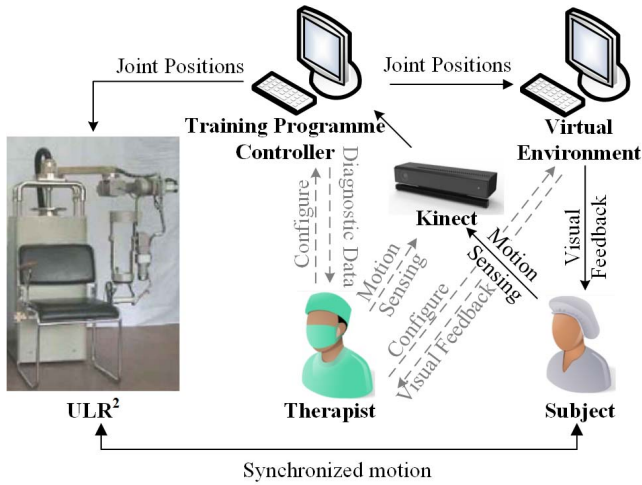 Joint Positions
Joint Positions
Training Programme
Controller
Virtual
Environment
Kinect
Configure
Diagnostic Data
Motion
Sensing
Configure
Visual Feedback
Motion
Sensing
Visual
Feedback
ULR²
Therapist
Subject
Synchronized motion